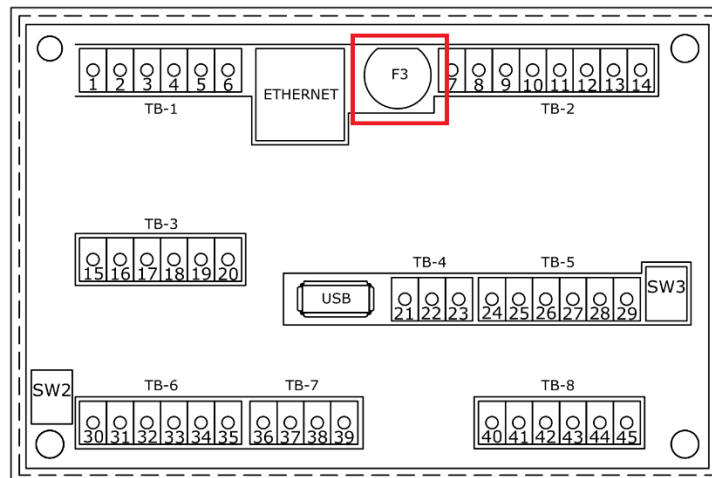 F3
1 2 3 4 5 6
ETHERNET
7 8 9 10 11 12 13 14
TB-1
TB-2
TB-3
15 16 17 18 19 20
TB-4
TB-5
USB
21 22 23
24 25 26 27 28 29
SW3
SW2
TB-6
TB-7
TB-8
30 31 32 33 34 35
36 37 38 39
40 41 42 43 44 45